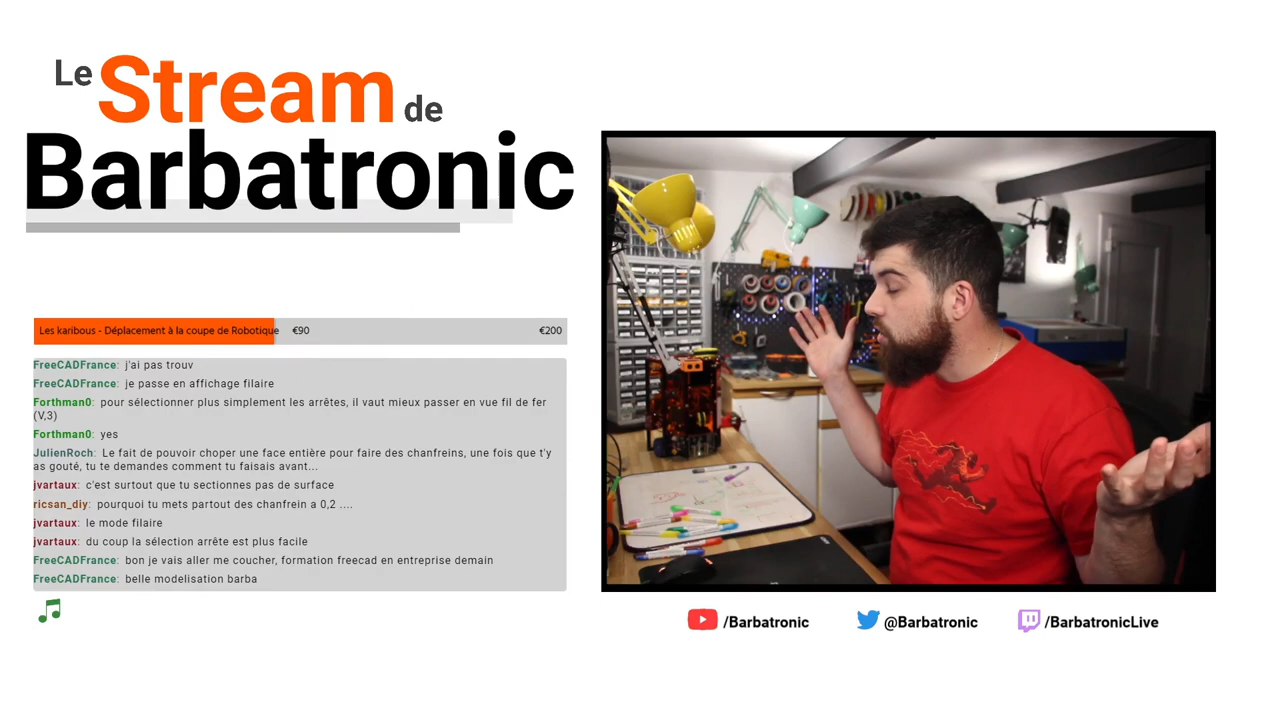 Le Stream de
Barbatronic
Les karibous - Déplacement à la coupe de Robotique €90 €200
FreeCADFrance: j'ai pas trouv
FreeCADFrance: je passe en affichage filaire
Forthman0: pour sélectionner plus simplement les arrêtes, il vaut mieux passer en vue fil de fer
(V,3)
Forthman0: yes
JulienRoch: Le fait de pouvoir choper une face entière pour faire des chanfreins, une fois que t'y
as gouté, tu te demandes comment tu faisais avant...
jvartaux: c'est surtout que tu sectionnes pas de surface
ricsan_diy: pourquoi tu mets partout des chanfrein a 0,2 ....
jvartaux: le mode filaire
jvartaux: du coup la sélection arrête est plus facile
FreeCADFrance: bon je vais aller me coucher, formation freecad en entreprise demain
FreeCADFrance: belle modelisation barba
/Barbatronic @Barbatronic /BarbatronicLive